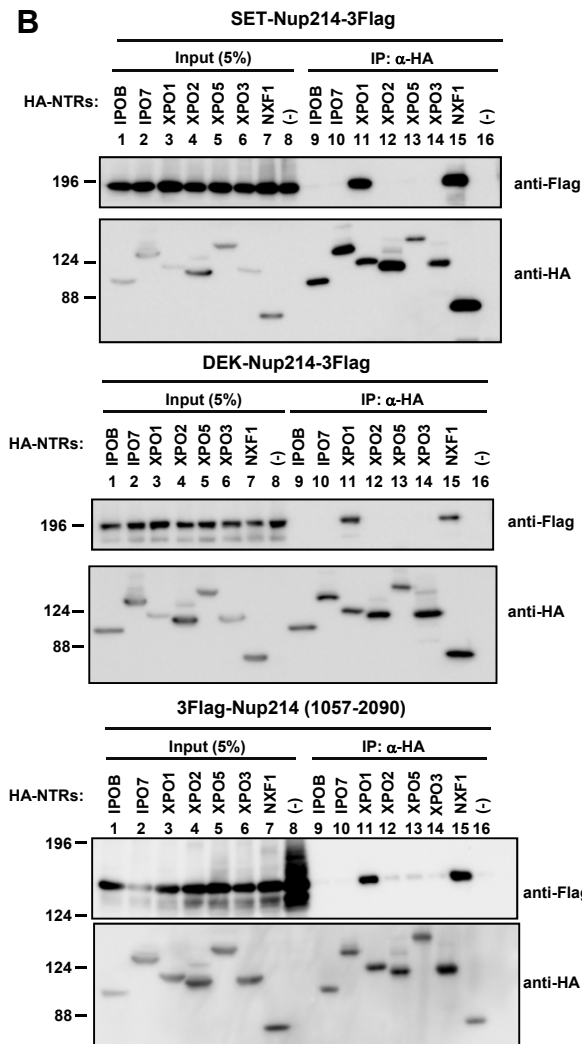 B
SET-Nup214-3Flag
Input (5%) IP: α-HA
HA-NTRs: IPOB IPO7 XPO1 XPO2 XPO5 XPO3 NXF1 (-) IPOB IPO7 XPO1 XPO2 XPO5 XPO3 NXF1 (-)
1 2 3 4 5 6 7 8 9 10 11 12 13 14 15 16
196 anti-Flag
124 anti-HA
88
DEK-Nup214-3Flag
Input (5%) IP: α-HA
HA-NTRs: IPOB IPO7 XPO1 XPO2 XPO5 XPO3 NXF1 (-) IPOB IPO7 XPO1 XPO2 XPO5 XPO3 NXF1 (-)
1 2 3 4 5 6 7 8 9 10 11 12 13 14 15 16
196 anti-Flag
124 anti-HA
88
3Flag-Nup214 (1057-2090)
Input (5%) IP: α-HA
HA-NTRs: IPOB IPO7 XPO1 XPO2 XPO5 XPO3 NXF1 (-) IPOB IPO7 XPO1 XPO2 XPO5 XPO3 NXF1 (-)
1 2 3 4 5 6 7 8 9 10 11 12 13 14 15 16
196
anti-Flag
124
124 anti-HA
88